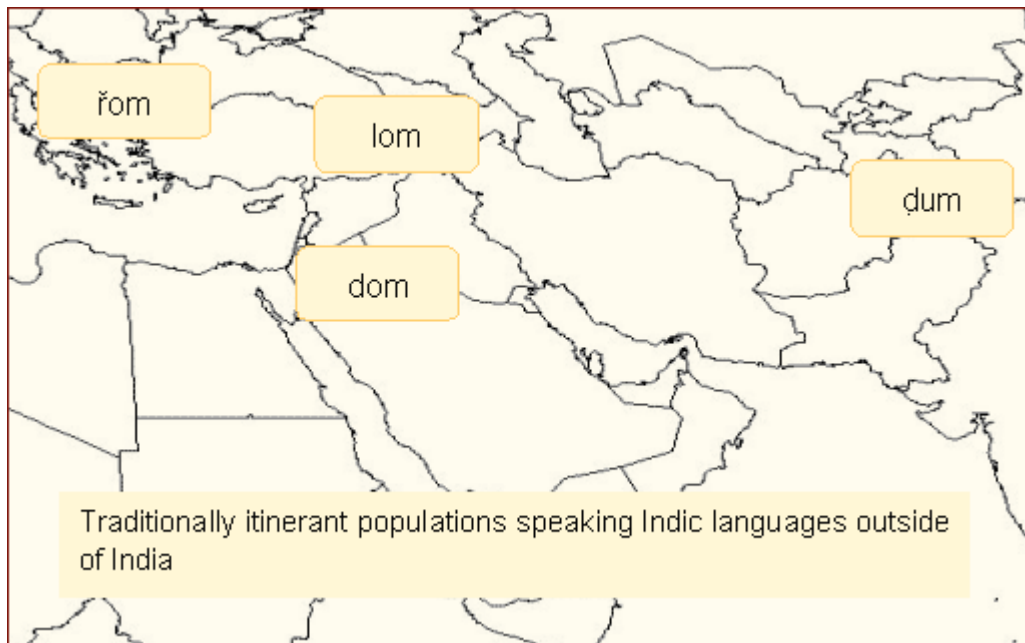 řom
lom
ḍum
dom
Traditionally itinerant populations speaking Indic languages outside
of India